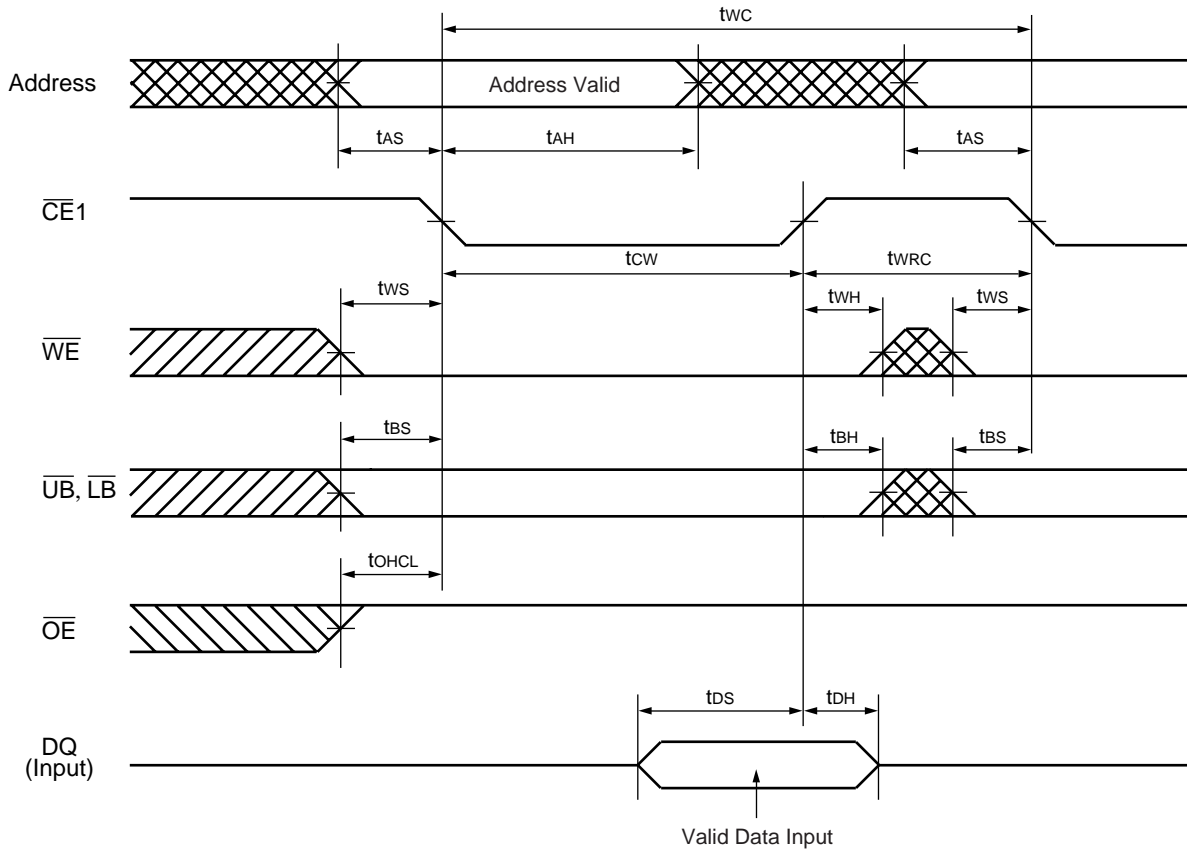 tWC
Address
Address Valid
tAS
tAH
tAS
CE1
tCW
tWRC
tWS
tWH
tWS
WE
tBS
tBH
tBS
UB, LB
tOHCL
OE
tDS
tDH
DQ
(Input)
Valid Data Input